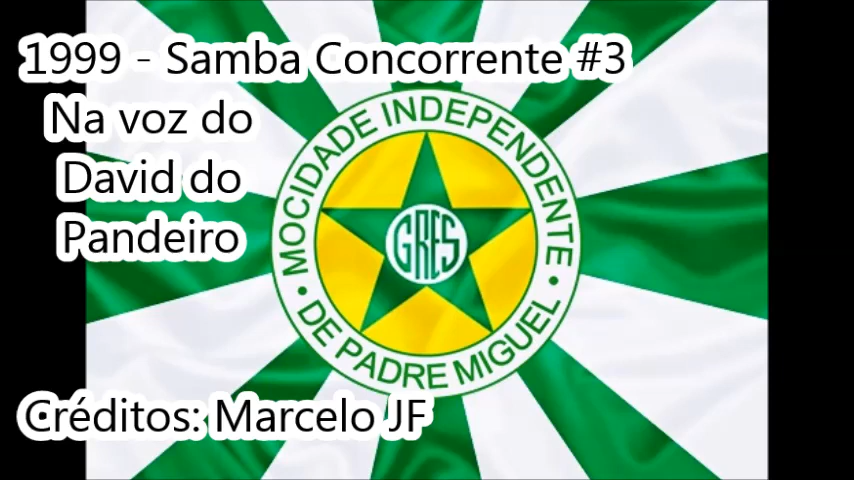 1999 - Samba Concorrente #3
Na voz do
David do
Pandeiro
MOCIDADE INDEPENDENTE
GRES
• DE PADRE MIGUEL •
Créditos: Marcelo JF